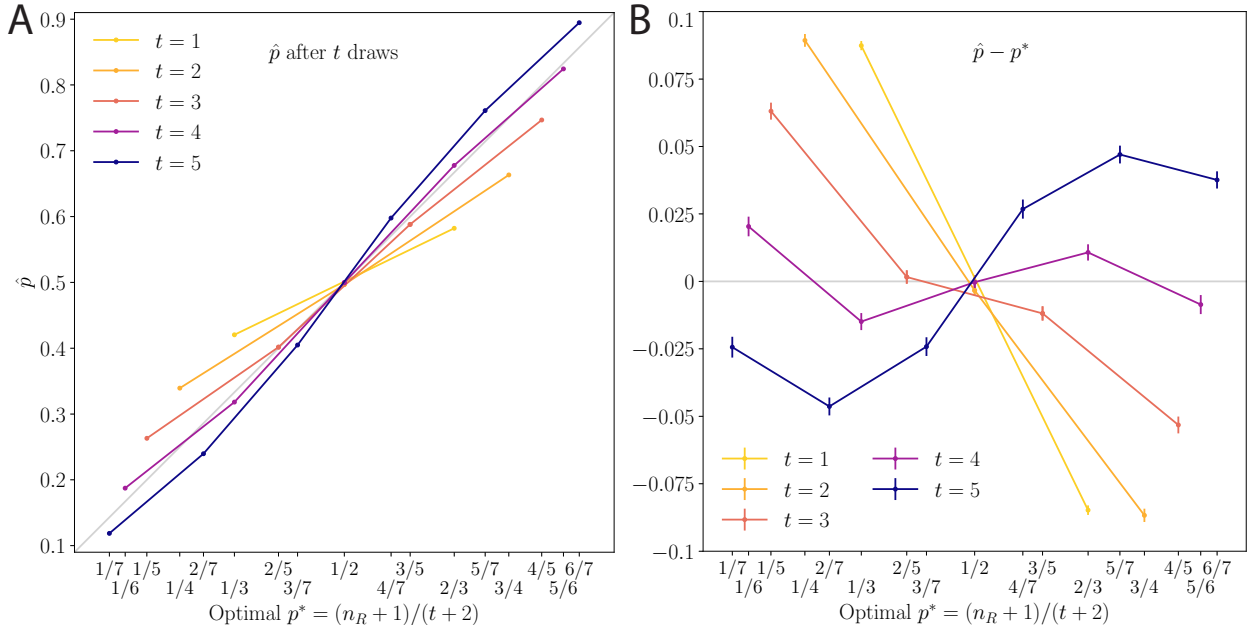 A
p̂ after t draws
t = 1
t = 2
t = 3
t = 4
t = 5
0.9
0.8
0.7
0.6
0.5
0.4
0.3
0.2
0.1
p̂
1/7 1/5 2/7 2/5 1/2 3/5 5/7 4/5 6/7
1/6 1/4 1/3 3/7 4/7 2/3 3/4 5/6
Optimal p* = (n_R + 1)/(t + 2)
B
p̂ − p*
0.1
0.075
0.05
0.025
0
−0.025
−0.05
−0.075
−0.1
t = 1
t = 2
t = 3
t = 4
t = 5
1/7 1/5 2/7 2/5 1/2 3/5 5/7 4/5 6/7
1/6 1/4 1/3 3/7 4/7 2/3 3/4 5/6
Optimal p* = (n_R + 1)/(t + 2)